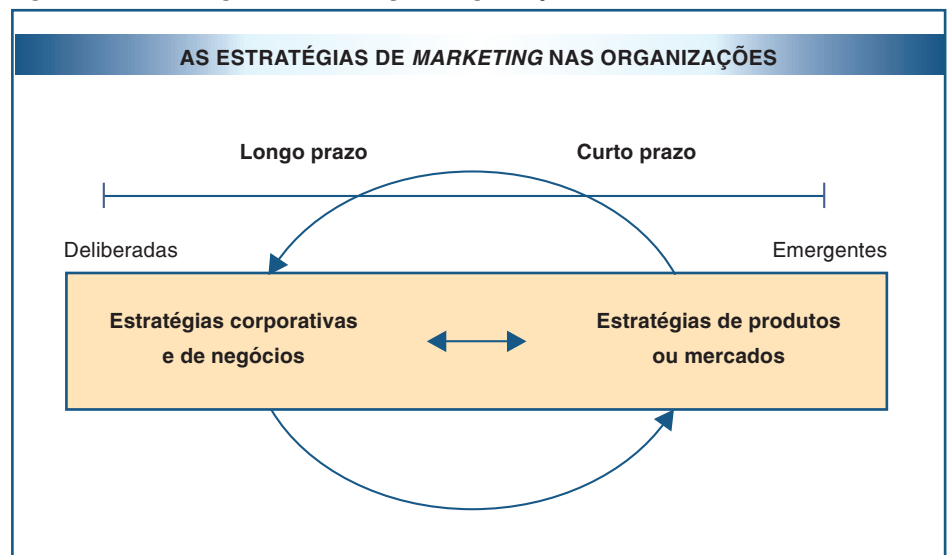 AS ESTRATÉGIAS DE MARKETING NAS ORGANIZAÇÕES
Longo prazo
Curto prazo
Deliberadas
Emergentes
Estratégias corporativas
e de negócios
Estratégias de produtos
ou mercados